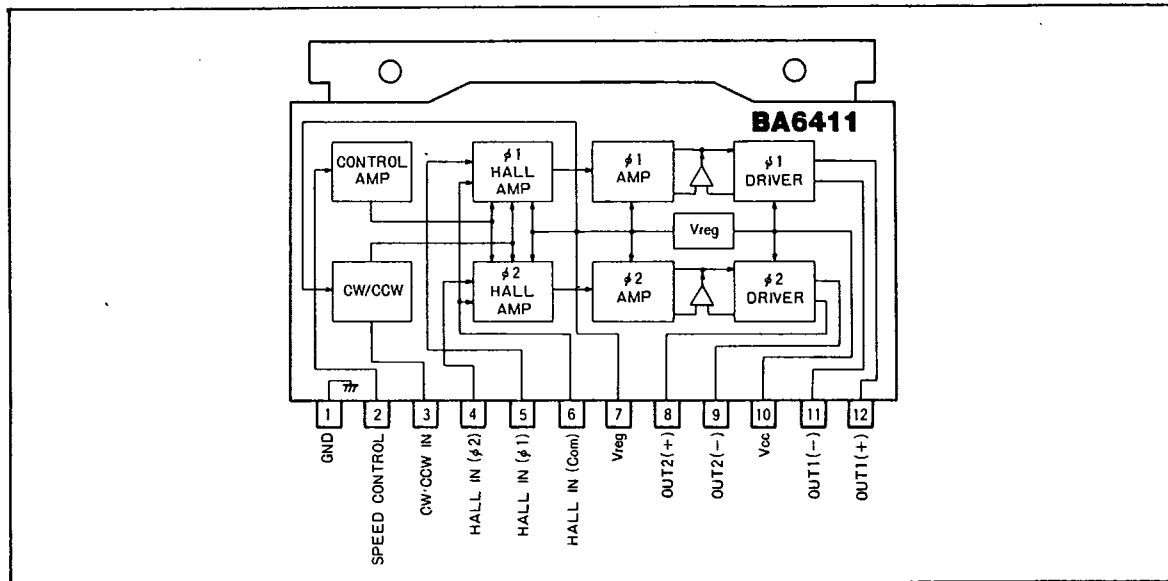 BA6411
CONTROL
AMP
φ1
HALL
AMP
φ1
AMP
φ1
DRIVER
Vreg
CW/CCW
φ2
HALL
AMP
φ2
AMP
φ2
DRIVER
1
2
3
4
5
6
7
8
9
10
11
12
GND
SPEED CONTROL
CW·CCW IN
HALL IN (φ2)
HALL IN (φ1)
HALL IN (Com)
Vreg
OUT2(+)
OUT2(−)
Vcc
OUT1(−)
OUT1(+)